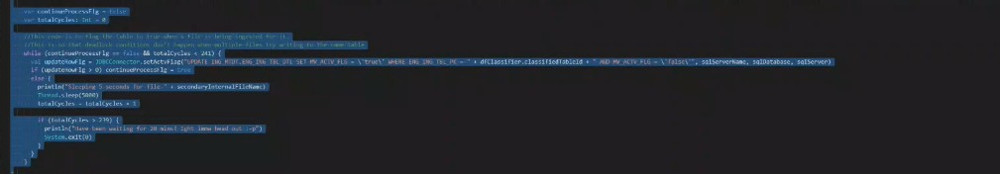 var continueProcessFlg = false
var totalCycles: Int = 0
//This code is to flag the table to stop when a file is being ingested for it.
//This is so that deadlock conditions don't happen when multiple files try writing to the same table
while (continueProcessFlg == false && totalCycles < 241) {
val updateRowFlg = JDBCConnector.setActvFlag("UPDATE ING_MTDT.ENG_ING_TBL_DTL SET MV_ACTV_FLG = \'true\' WHERE ENG_ING_TBL_PK = " + dfClassifier.classifiedTableId + " AND MV_ACTV_FLG = \'false\'", sqlServerName, sqlDatabase, sqlServer)
if (updateRowFlg > 0) continueProcessFlg = true
else {
println("Sleeping 5 seconds for file " + secondaryInternalFileName)
Thread.sleep(5000)
totalCycles = totalCycles + 1
if (totalCycles > 239) {
println("Have been waiting for 20 mins! Ight imma head out :-p")
System.exit(0)
}
}
}